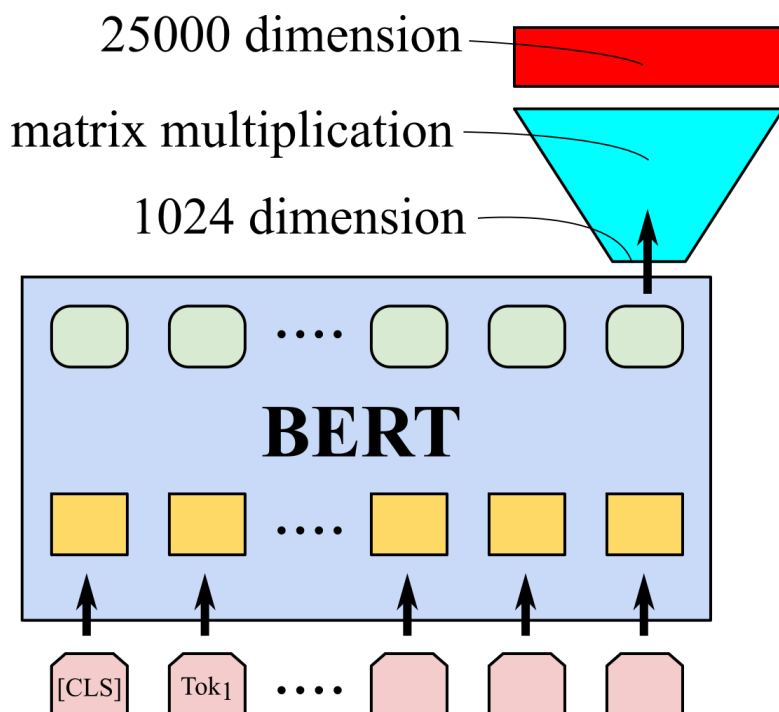 25000 dimension
matrix multiplication
1024 dimension
....
BERT
....
[CLS] Tok1 ....